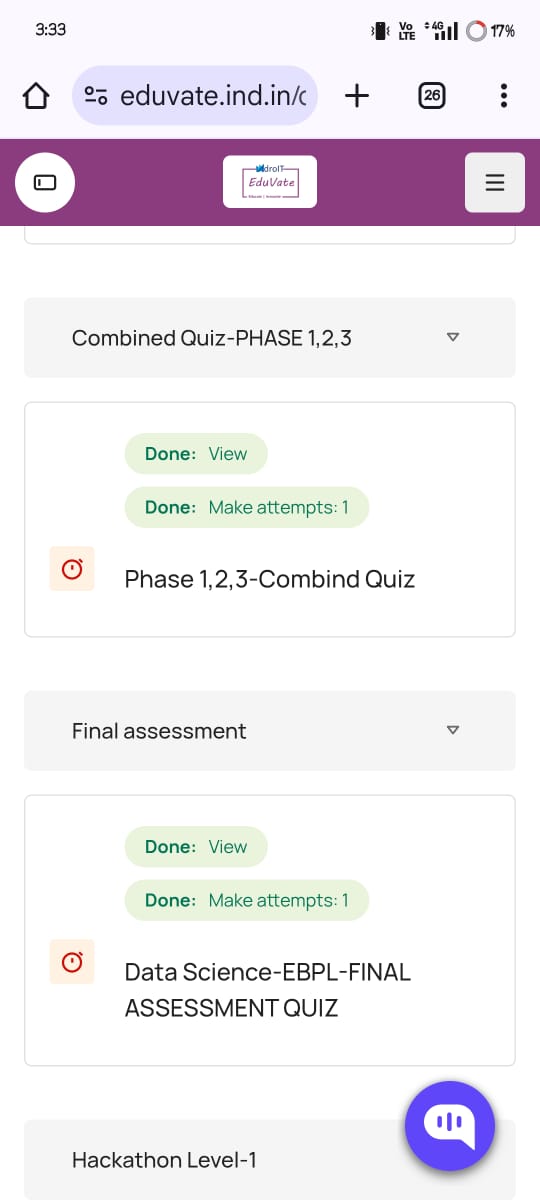 3:33
Vo
LTE
4G
17%
eduvate.ind.in/
26
EduVate
Combined Quiz-PHASE 1,2,3
Done: View
Done: Make attempts: 1
Phase 1,2,3-Combind Quiz
Final assessment
Done: View
Done: Make attempts: 1
Data Science-EBPL-FINAL
ASSESSMENT QUIZ
Hackathon Level-1